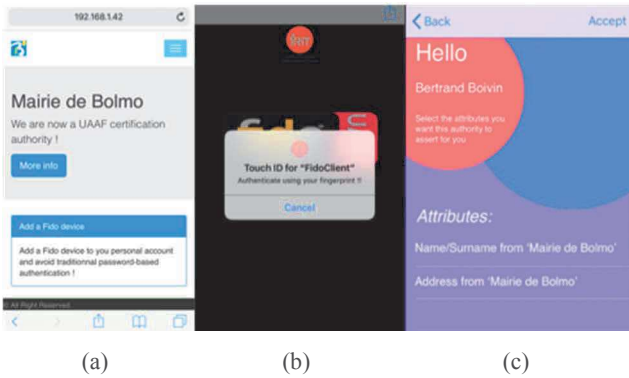 192.168.1.42
Mairie de Bolmo
We are now a UAAF certification
authority !
More info
Add a Fido device
Add a Fido device to you personal account
and avoid traditionnal password-based
authentication !
© All Right Reserved
Touch ID for "FidoClient"
Authenticate using your fingerprint !!
Cancel
Back
Accept
Hello
Bertrand Boivin
Select the attributes you
want this authority to
assert for you
Attributes:
Name/Surname from 'Mairie de Bolmo'
Address from 'Mairie de Bolmo'
(a)
(b)
(c)